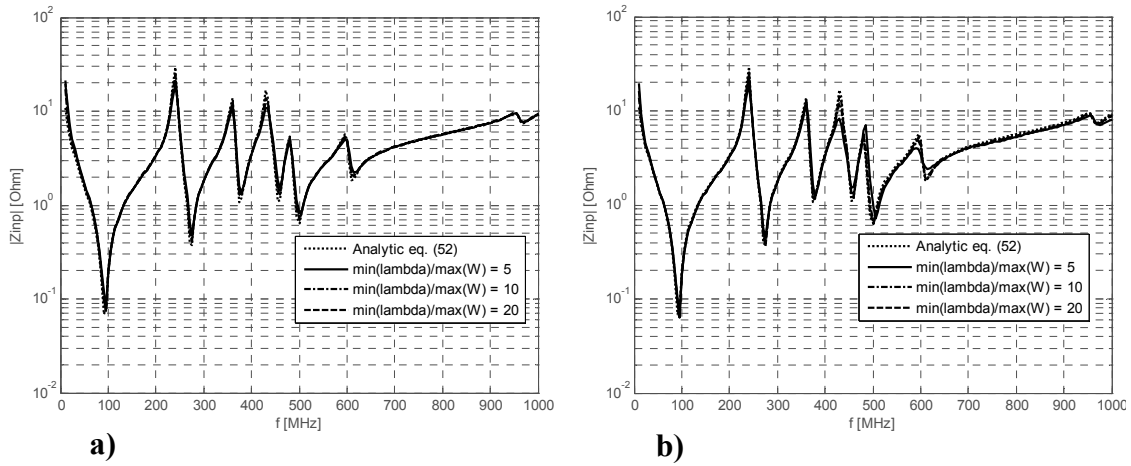 10^2
10^1
10^0
10^-1
10^-2
|Zinp| [Ohm]
0 100 200 300 400 500 600 700 800 900 1000
f [MHz]
Analytic eq. (52)
min(lambda)/max(W) = 5
min(lambda)/max(W) = 10
min(lambda)/max(W) = 20
a)
10^2
10^1
10^0
10^-1
10^-2
|Zinp| [Ohm]
0 100 200 300 400 500 600 700 800 900 1000
f [MHz]
Analytic eq. (52)
min(lambda)/max(W) = 5
min(lambda)/max(W) = 10
min(lambda)/max(W) = 20
b)